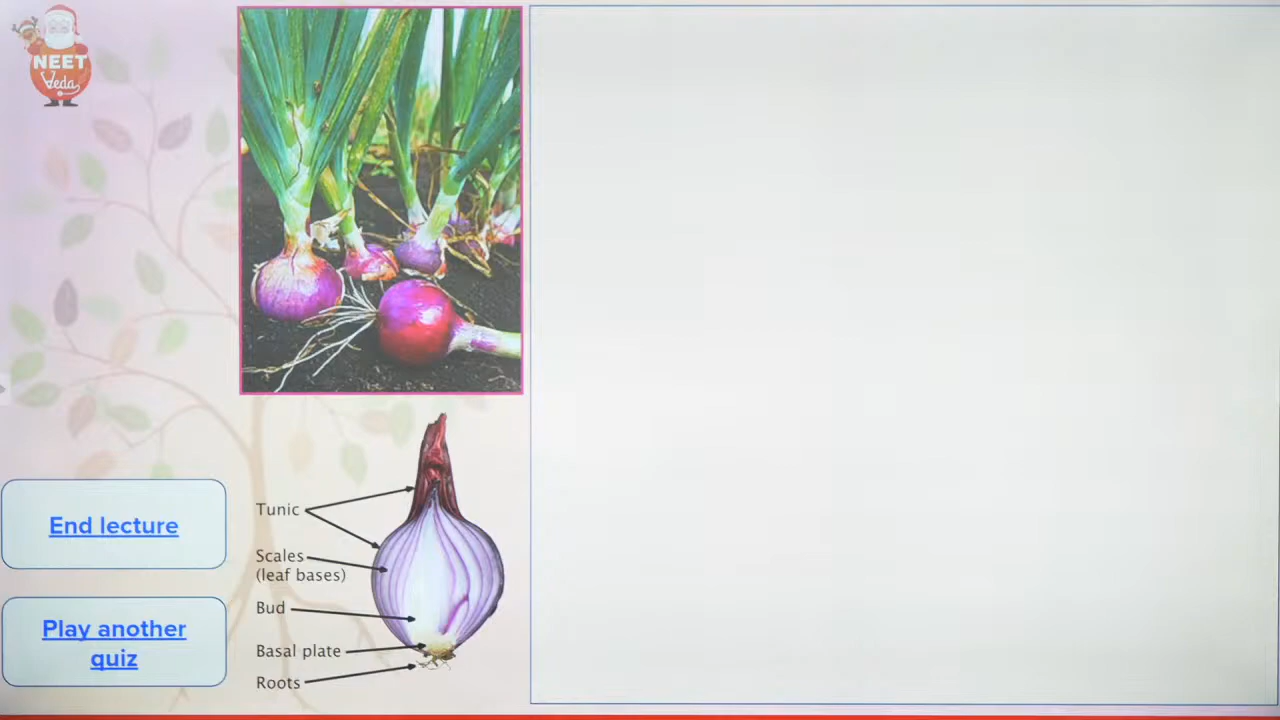 NEET
Veda
End lecture
Play another
quiz
Tunic
Scales
(leaf bases)
Bud
Basal plate
Roots